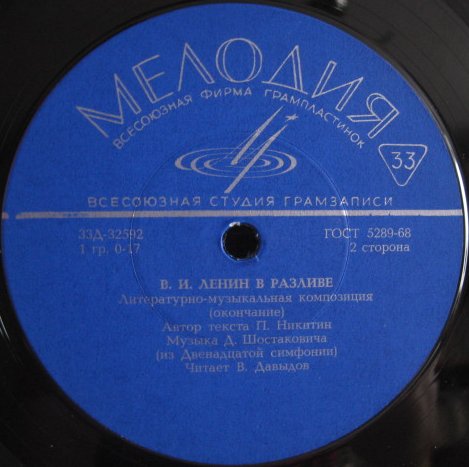 МЕЛОДИЯ
ВСЕСОЮЗНАЯ ФИРМА ГРАМПЛАСТИНОК
33
ВСЕСОЮЗНАЯ СТУДИЯ ГРАМЗАПИСИ
33Д-32592 ГОСТ 5289-68
1 гр. 0-17 2 сторона
В. И. ЛЕНИН В РАЗЛИВЕ
Литературно-музыкальная композиция
(окончание)
Автор текста П. Никитин
Музыка Д. Шостаковича
(из Двенадцатой симфонии)
Читает В. Давыдов